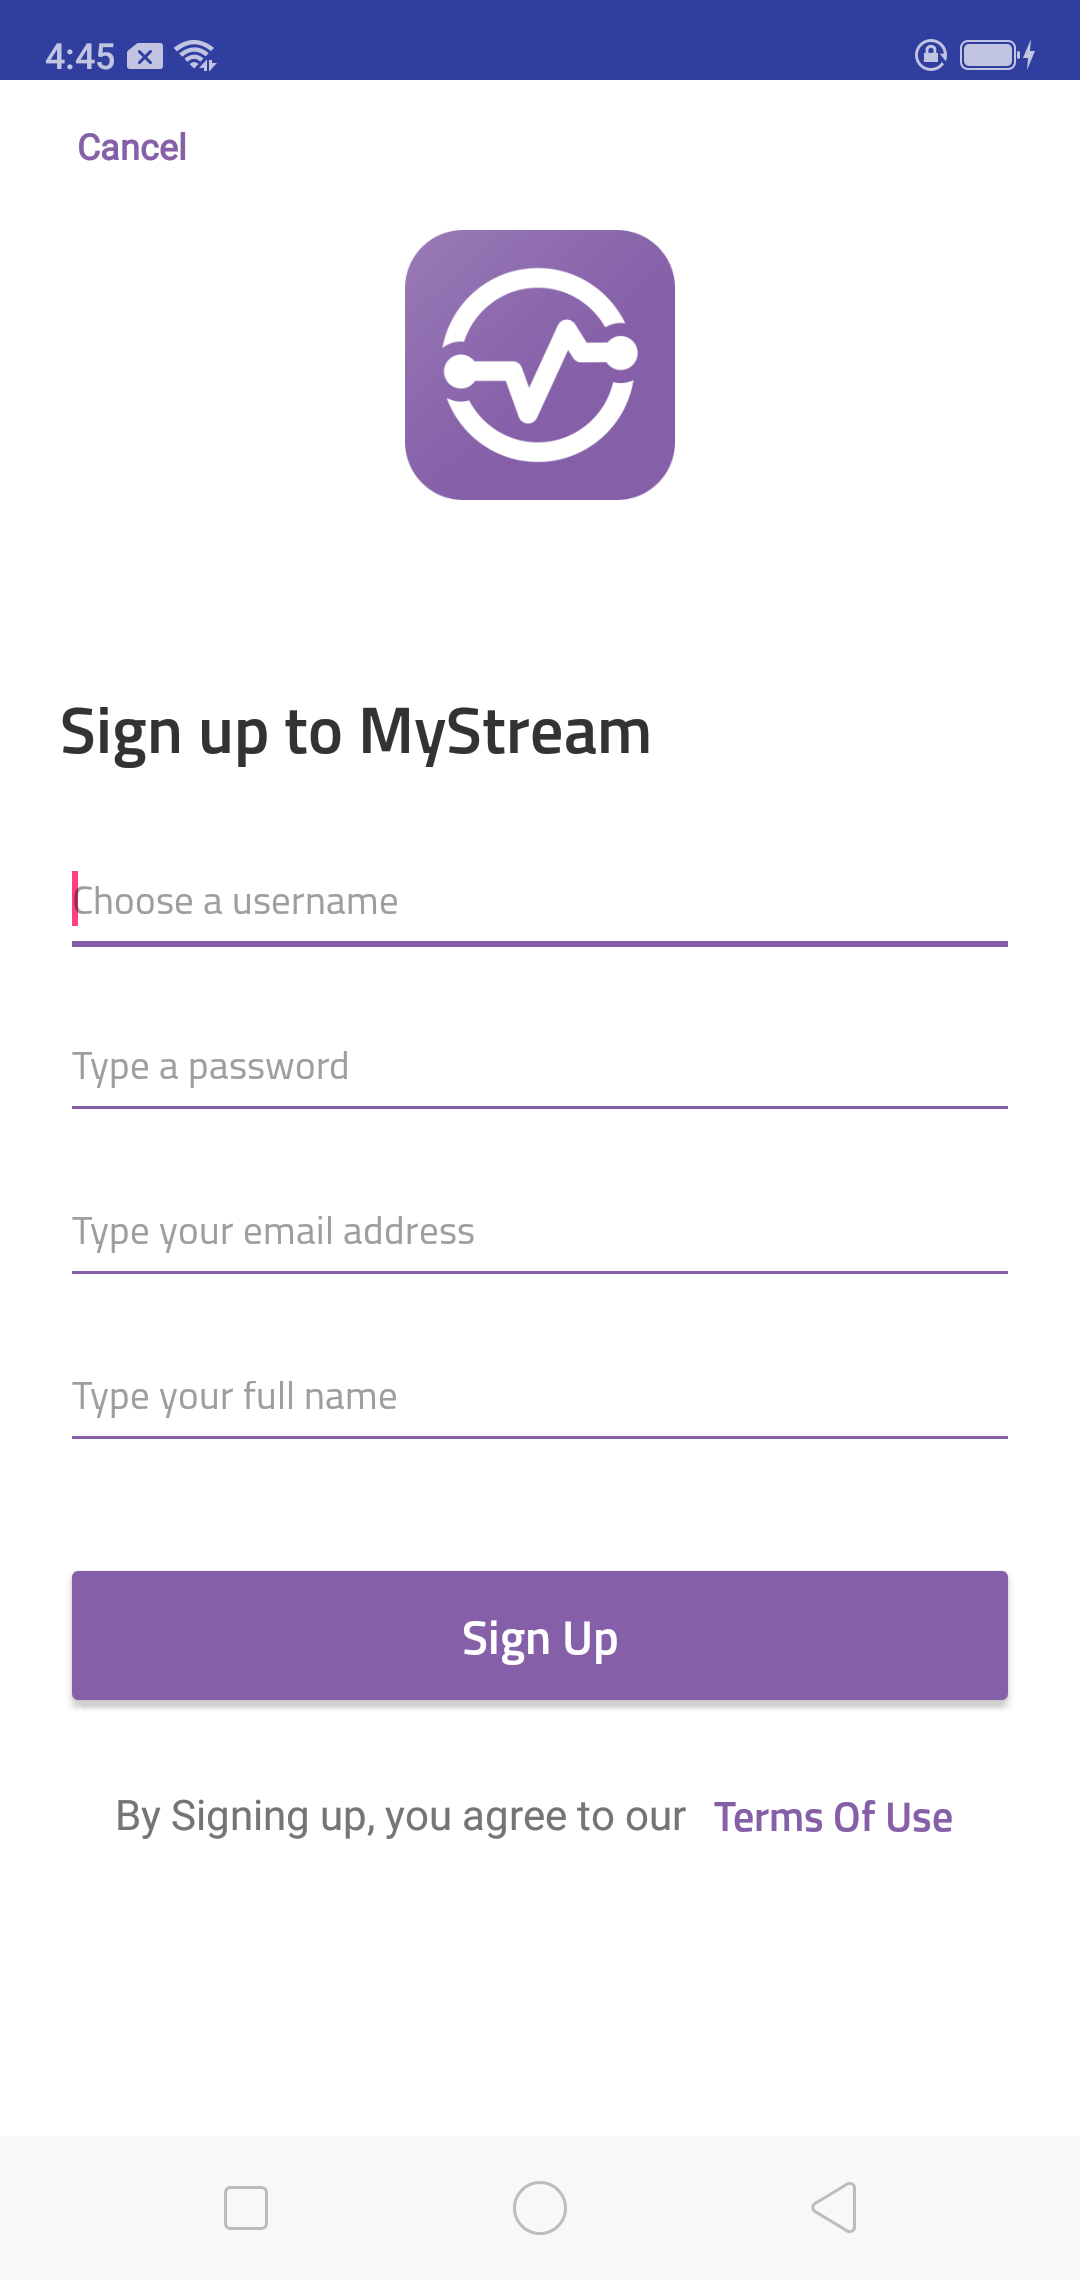 4:45
Cancel
Sign up to MyStream
Choose a username
Type a password
Type your email address
Type your full name
Sign Up
By Signing up, you agree to our Terms Of Use